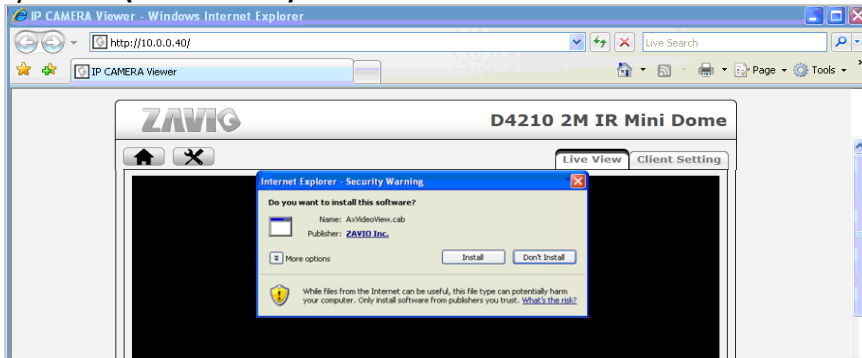 IP CAMERA Viewer - Windows Internet Explorer
http://10.0.0.40/
Live Search
IP CAMERA Viewer
Page
Tools
ZAVIO
D4210 2M IR Mini Dome
Live View
Client Setting
Internet Explorer - Security Warning
Do you want to install this software?
Name: AxVideoView.cab
Publisher: ZAVIO Inc.
More options
Install
Don't Install
While files from the Internet can be useful, this file type can potentially harm
your computer. Only install software from publishers you trust. What's the risk?